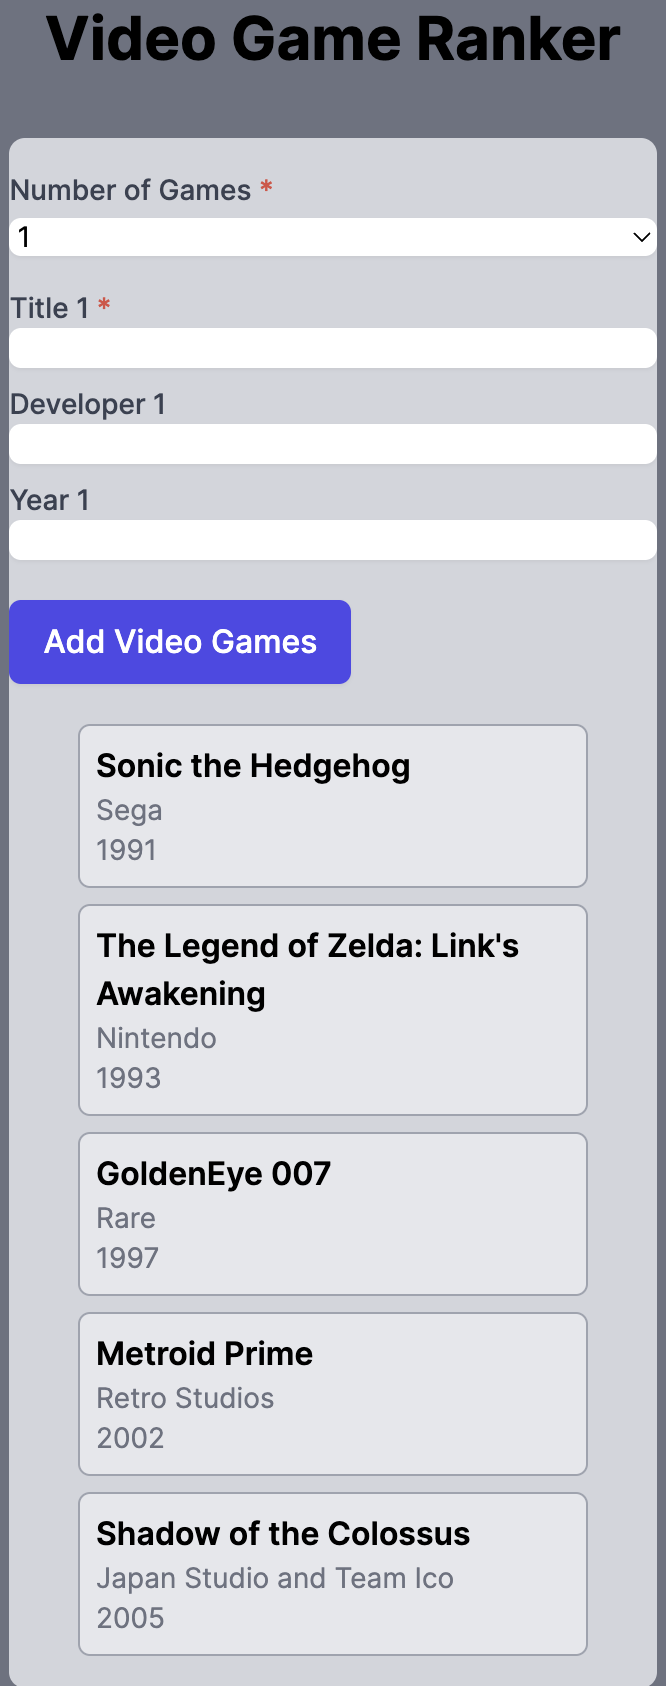 Video Game Ranker
Number of Games *
1
Title 1 *
Developer 1
Year 1
Add Video Games
Sonic the Hedgehog
Sega
1991
The Legend of Zelda: Link's
Awakening
Nintendo
1993
GoldenEye 007
Rare
1997
Metroid Prime
Retro Studios
2002
Shadow of the Colossus
Japan Studio and Team Ico
2005